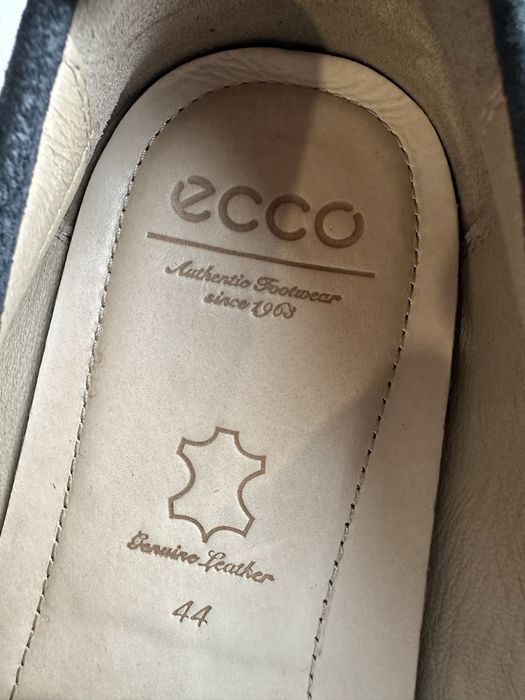 ecco
Authentic Footwear
since 1963
Genuine Leather
44